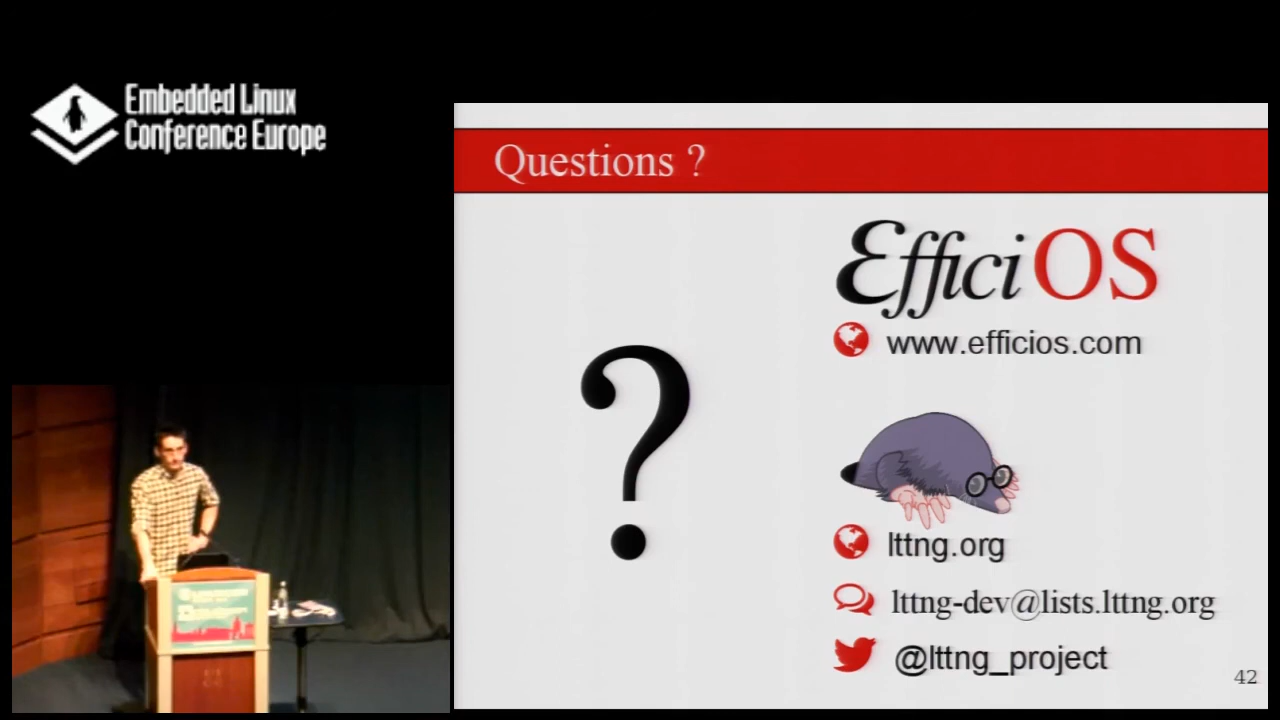 Embedded Linux
Conference Europe
Questions ?
EfficiOS
www.efficios.com
?
lttng.org
lttng-dev@lists.lttng.org
@lttng_project
42